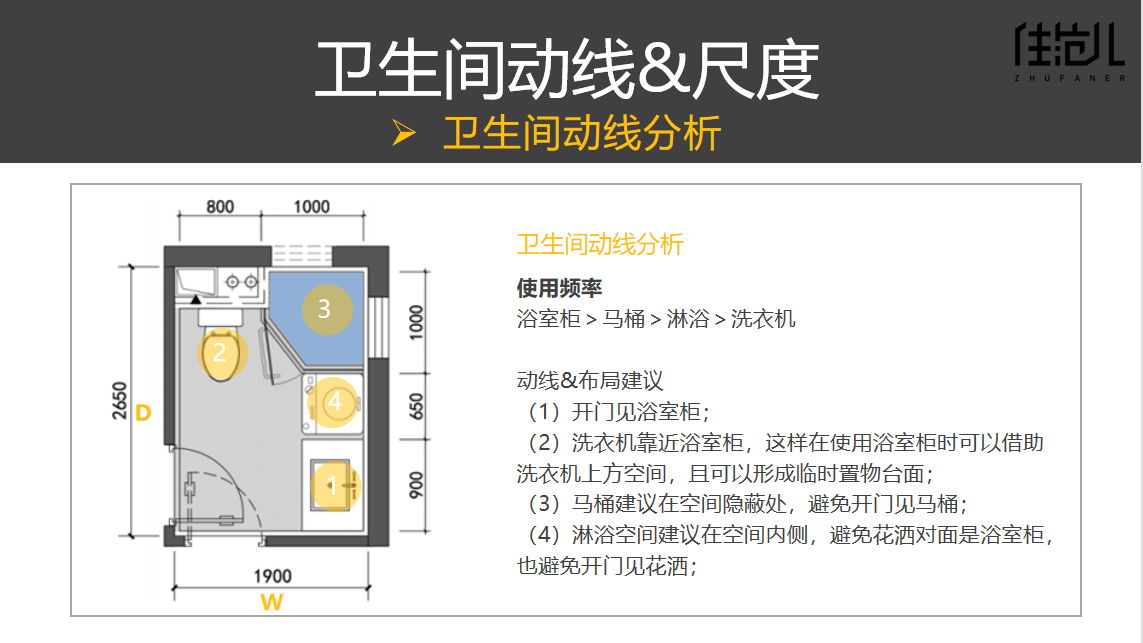 卫生间动线&尺度
住范儿
ZHUFANER
➢ 卫生间动线分析
800 1000
3
1000
2
2650
D
4
650
1
900
1900
W
卫生间动线分析
使用频率
浴室柜＞马桶＞淋浴＞洗衣机
动线&布局建议
（1）开门见浴室柜；
（2）洗衣机靠近浴室柜，这样在使用浴室柜时可以借助
洗衣机上方空间，且可以形成临时置物台面；
（3）马桶建议在空间隐蔽处，避免开门见马桶；
（4）淋浴空间建议在空间内侧，避免花洒对面是浴室柜，
也避免开门见花洒；